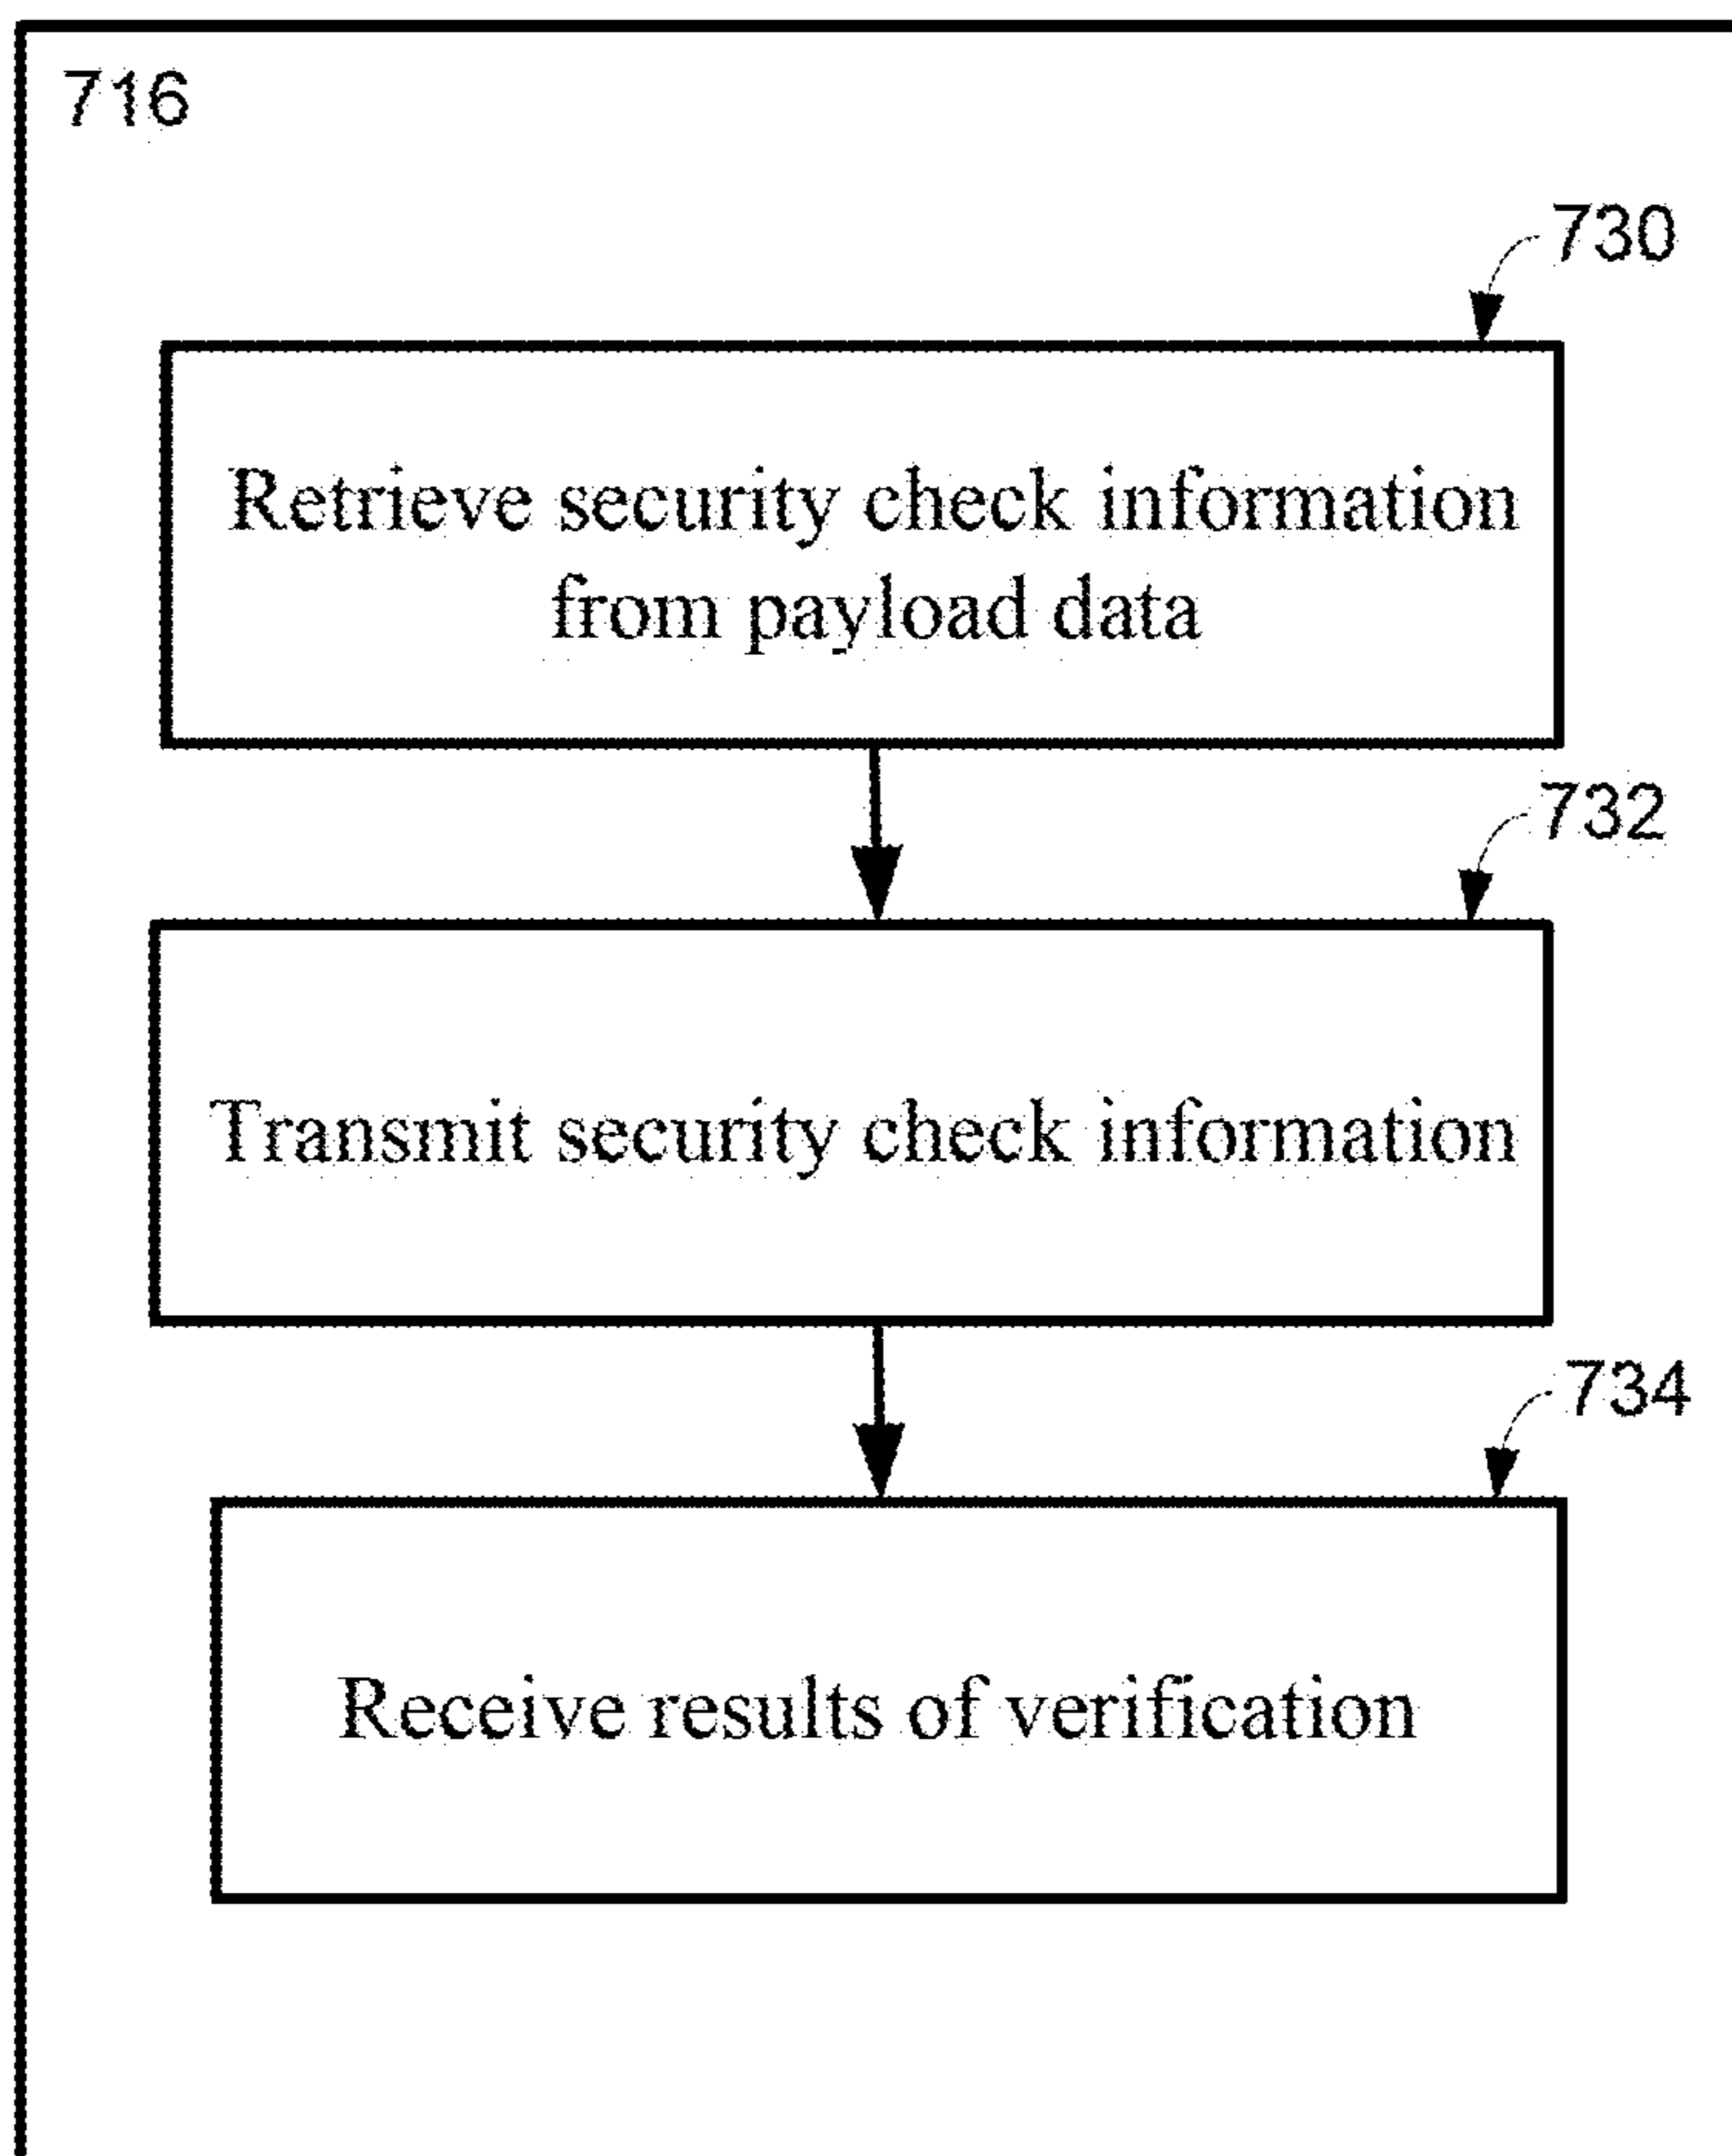 716
730
Retrieve security check information
from payload data
732
Transmit security check information
734
Receive results of verification